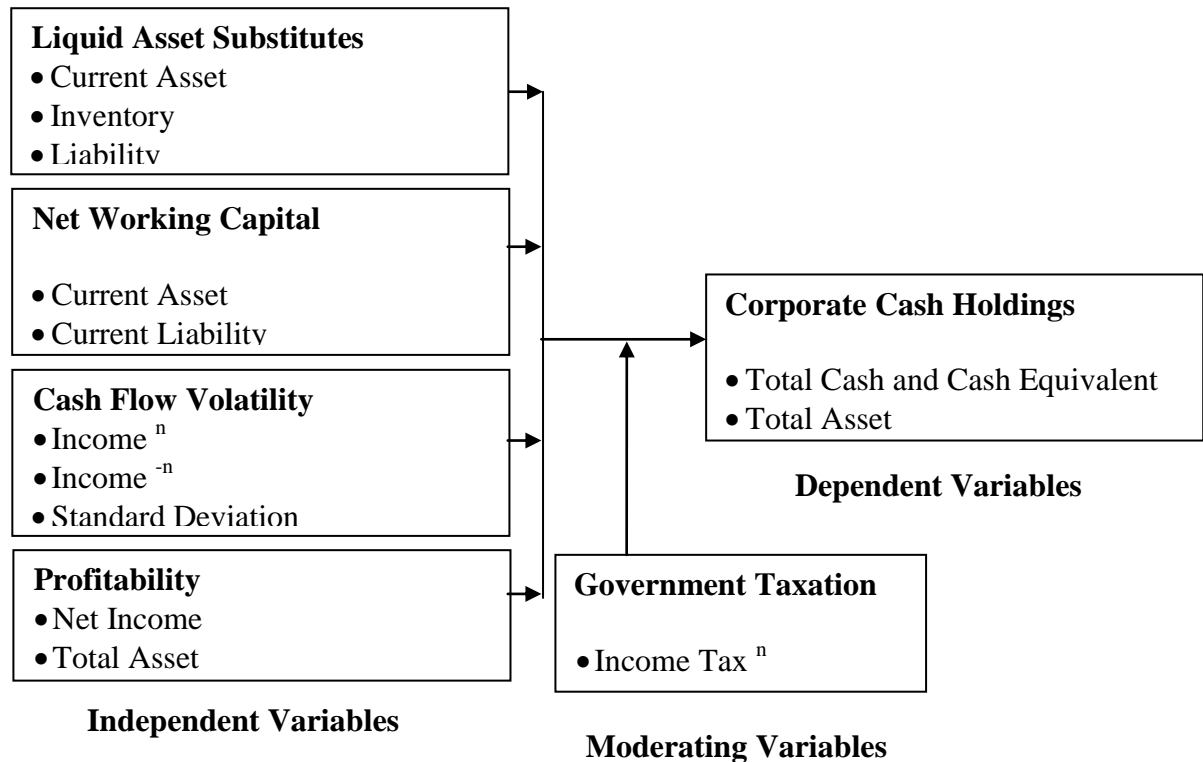 Liquid Asset Substitutes
• Current Asset
• Inventory
• Liability
Net Working Capital
• Current Asset
• Current Liability
Cash Flow Volatility
• Income ⁿ
• Income ⁻ⁿ
• Standard Deviation
Profitability
• Net Income
• Total Asset
Independent Variables
Government Taxation
• Income Tax ⁿ
Moderating Variables
Corporate Cash Holdings
• Total Cash and Cash Equivalent
• Total Asset
Dependent Variables